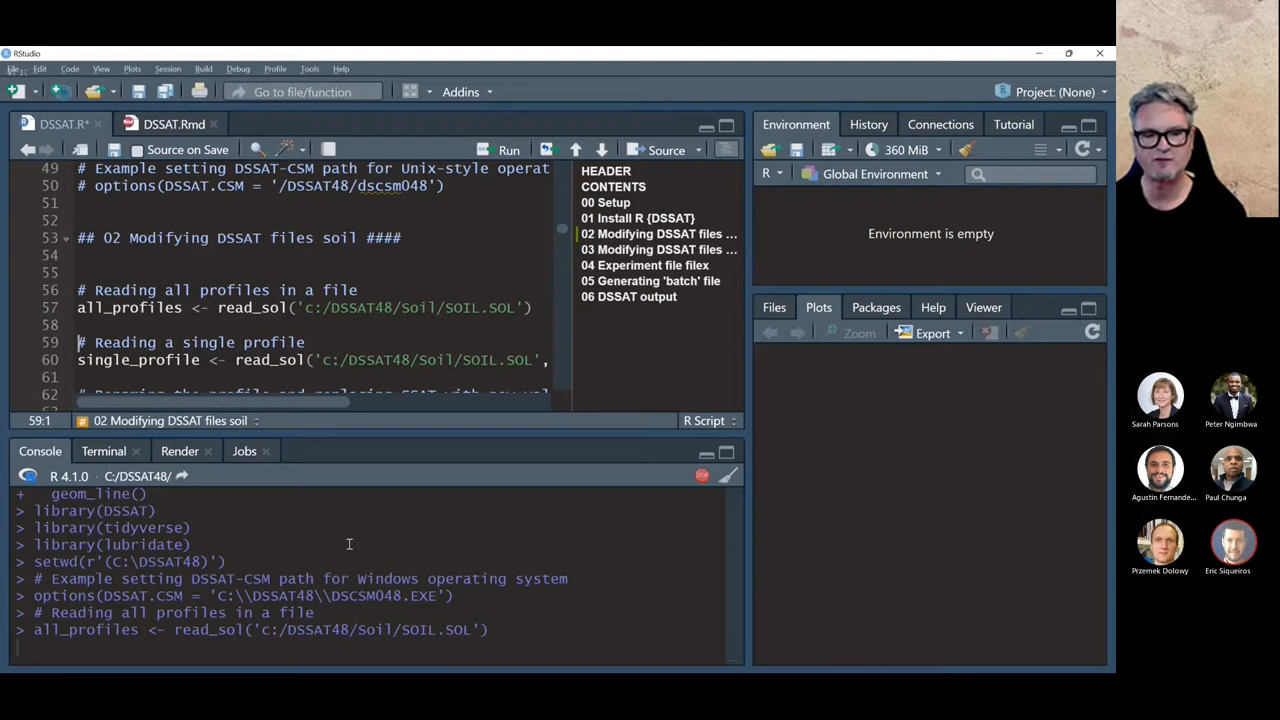 RStudio
File Edit Code View Plots Session Build Debug Profile Tools Help
Go to file/function Addins Project: (None)
DSSAT.R* DSSAT.Rmd
Source on Save Run Source
49 # Example setting DSSAT-CSM path for Unix-style operat
50 # options(DSSAT.CSM = '/DSSAT48/dscsm048')
51
52
53 ## 02 Modifying DSSAT files soil ####
54
55
56 # Reading all profiles in a file
57 all_profiles <- read_sol('c:/DSSAT48/Soil/SOIL.SOL')
58
59 # Reading a single profile
60 single_profile <- read_sol('c:/DSSAT48/Soil/SOIL.SOL',
61
62
HEADER
CONTENTS
00 Setup
01 Install R {DSSAT}
02 Modifying DSSAT files ...
03 Modifying DSSAT files ...
04 Experiment file filex
05 Generating 'batch' file
06 DSSAT output
59:1 # 02 Modifying DSSAT files soil R Script
Console Terminal Render Jobs
R 4.1.0 · C:/DSSAT48/
+ geom_line()
> library(DSSAT)
> library(tidyverse)
> library(lubridate)
> setwd(r'(C:\DSSAT48)')
> # Example setting DSSAT-CSM path for Windows operating system
> options(DSSAT.CSM = 'C:\\DSSAT48\\DSCSM048.EXE')
> # Reading all profiles in a file
> all_profiles <- read_sol('c:/DSSAT48/Soil/SOIL.SOL')
Environment History Connections Tutorial
360 MiB
R Global Environment
Environment is empty
Files Plots Packages Help Viewer
Zoom Export
Sarah Parsons
Peter Ngimbwa
Agustin Fernande...
Paul Chunga
Przemek Dolowy
Eric Siqueiros